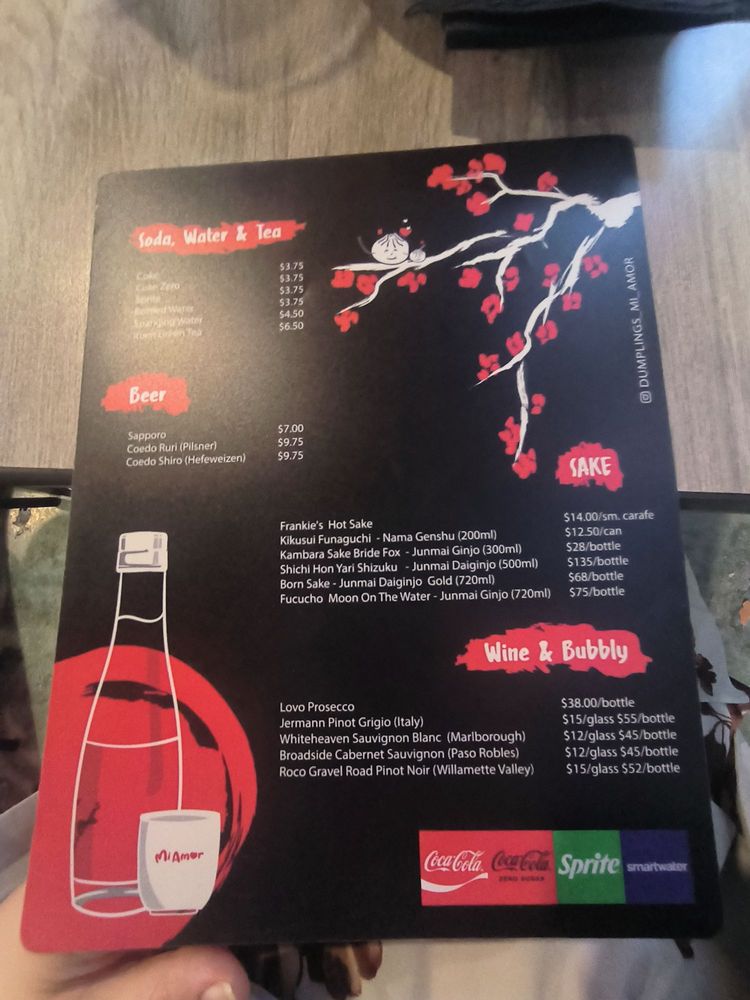 Soda, Water & Tea
Coke $3.75
Coke Zero $3.75
Sprite $3.75
Bottled Water $3.75
Sparkling Water $4.50
Green Tea $6.50
DUMPLINGS_MI_AMOR
Beer
Sapporo $7.00
Coedo Ruri (Pilsner) $9.75
Coedo Shiro (Hefeweizen) $9.75
SAKE
Frankie's Hot Sake $14.00/sm. carafe
Kikusui Funaguchi - Nama Genshu (200ml) $12.50/can
Kambara Sake Bride Fox - Junmai Ginjo (300ml) $28/bottle
Shichi Hon Yari Shizuku - Junmai Daiginjo (500ml) $135/bottle
Born Sake - Junmai Daiginjo Gold (720ml) $68/bottle
Fucucho Moon On The Water - Junmai Ginjo (720ml) $75/bottle
Wine & Bubbly
Lovo Prosecco $38.00/bottle
Jermann Pinot Grigio (Italy) $15/glass $55/bottle
Whiteheaven Sauvignon Blanc (Marlborough) $12/glass $45/bottle
Broadside Cabernet Sauvignon (Paso Robles) $12/glass $45/bottle
Roco Gravel Road Pinot Noir (Willamette Valley) $15/glass $52/bottle
Mi Amor
Coca-Cola Coca-Cola Sprite smartwater
ZERO SUGAR